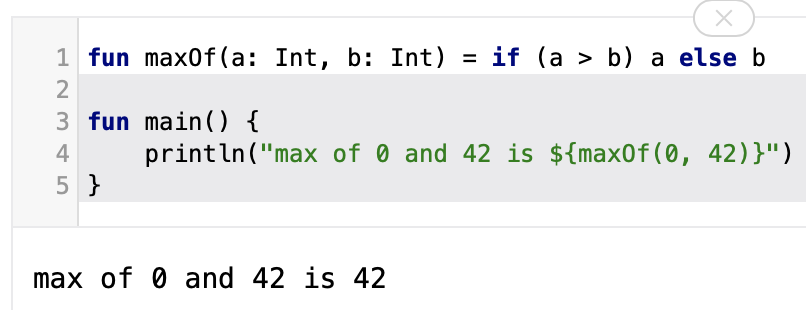 1 fun maxOf(a: Int, b: Int) = if (a > b) a else b
2
3 fun main() {
4     println("max of 0 and 42 is ${maxOf(0, 42)}")
5 }
max of 0 and 42 is 42